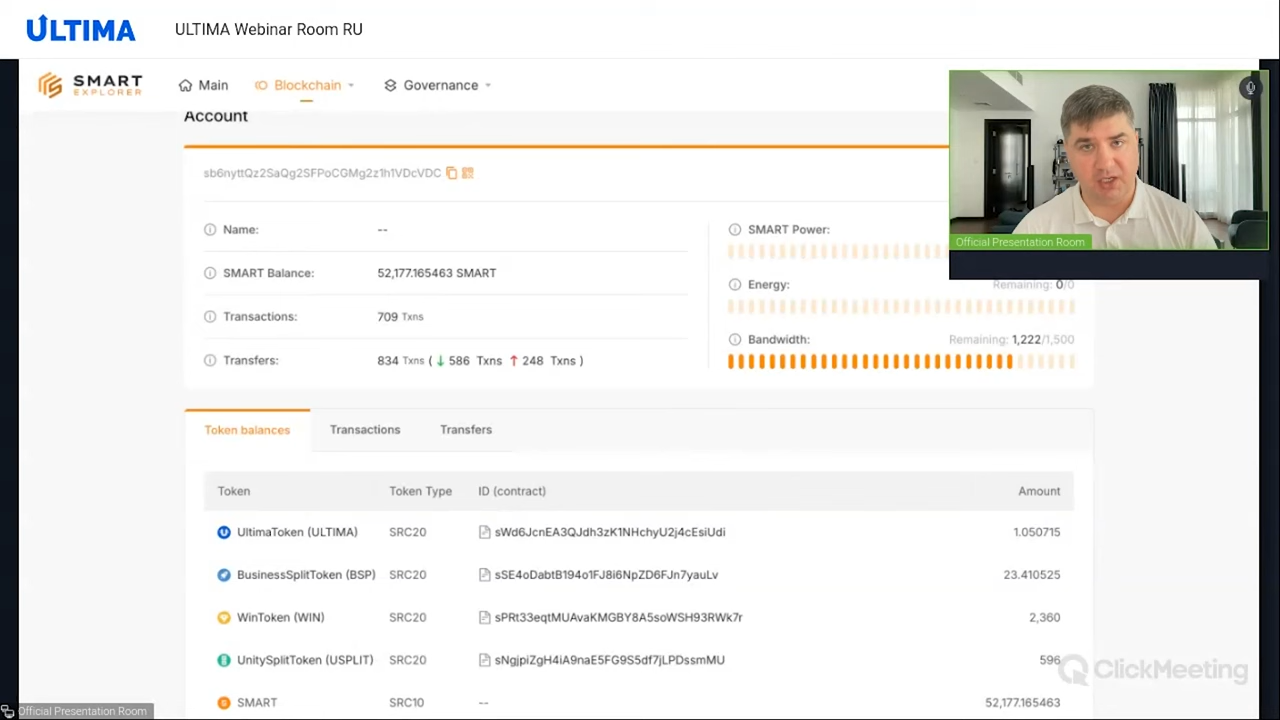 ULTIMA
ULTIMA Webinar Room RU
SMART
EXPLORER
Main
Blockchain
Governance
Account
sb6nyttQz2SaQg2SFPoCGMg2z1h1VDcVDC
Name:
--
SMART Power:
Official Presentation Room
SMART Balance:
52,177.165463 SMART
Energy:
Remaining: 0/0
Transactions:
709 Txns
Bandwidth:
Remaining: 1,222/1,500
Transfers:
834 Txns ( ↓ 586 Txns ↑ 248 Txns )
Token balances
Transactions
Transfers
Token Token Type ID (contract) Amount
UltimaToken (ULTIMA) SRC20 sWd6JcnEA3QJdh3zK1NHchyU2j4cEsiUdi 1.050715
BusinessSplitToken (BSP) SRC20 sSE4oDabtB194o1FJ8i6NpZD6FJn7yauLv 23.410525
WinToken (WIN) SRC20 sPRt33eqtMUAvaKMGBY8A5soWSH93RWk7r 2,360
UnitySplitToken (USPLIT) SRC20 sNgjpiZgH4iA9naE5FG9S5df7jLPDssmMU 596
ClickMeeting
SMART SRC10 -- 52,177.165463
Official Presentation Room